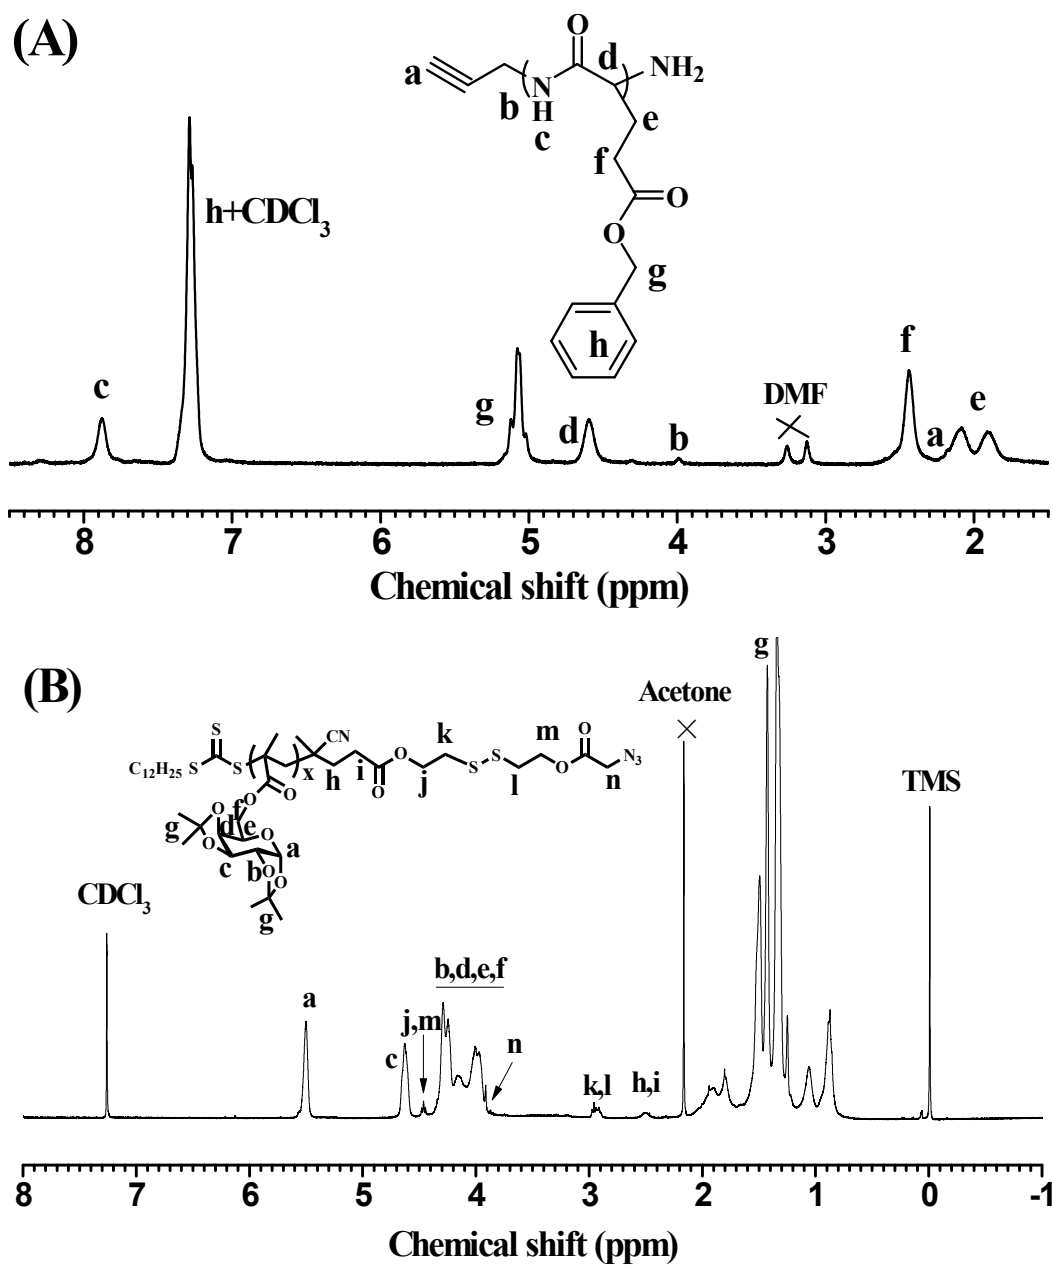 (A)
O
a
d
NH₂
b
N
H
c
e
f
O
O
g
h
h+CDCl₃
c
g
d
b
DMF
f
a
e
8 7 6 5 4 3 2
Chemical shift (ppm)
(B)
g
Acetone
TMS
S
CN
k
m
O
C₁₂H₂₅
S
S
x
h
i
O
O
j
S
S
l
O
n
N₃
O
O
f
g
O
d
e
O
a
O
c
b
O
O
g
CDCl₃
a
c
j,m
b,d,e,f
n
k,l
h,i
8 7 6 5 4 3 2 1 0 -1
Chemical shift (ppm)